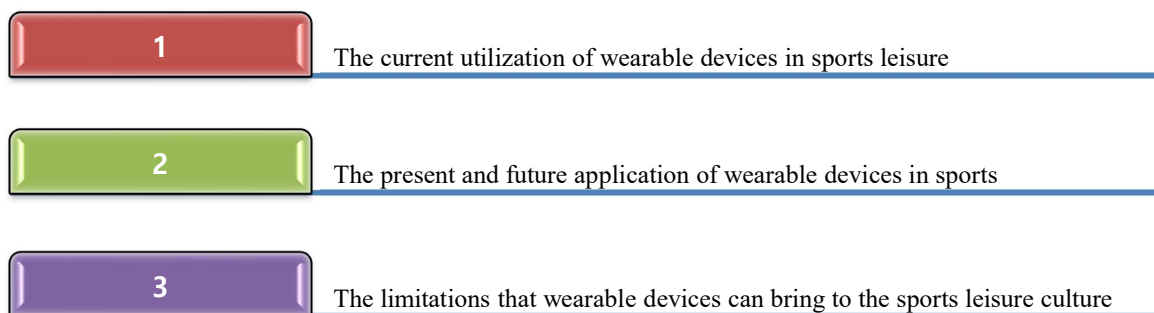 1
The current utilization of wearable devices in sports leisure
2
The present and future application of wearable devices in sports
3
The limitations that wearable devices can bring to the sports leisure culture